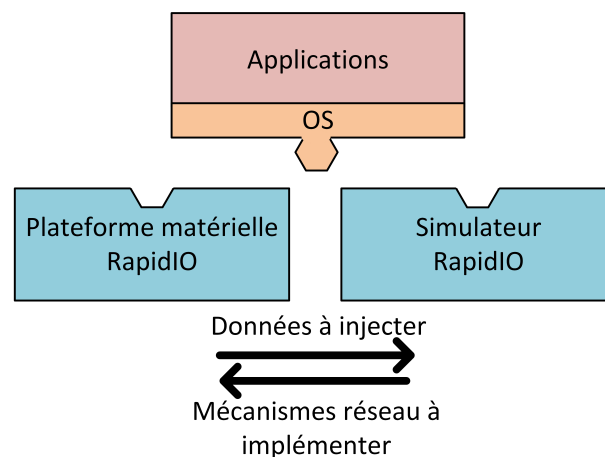 Applications
OS
Plateforme matérielle
RapidIO
Simulateur
RapidIO
Données à injecter
Mécanismes réseau à
implémenter